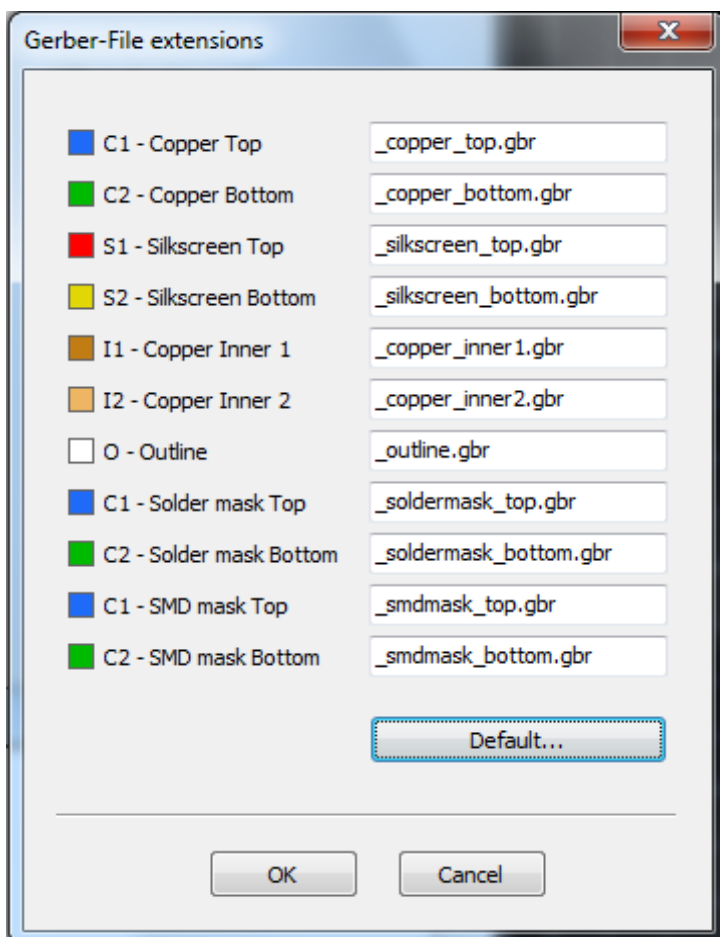 Gerber-File extensions
C1 - Copper Top _copper_top.gbr
C2 - Copper Bottom _copper_bottom.gbr
S1 - Silkscreen Top _silkscreen_top.gbr
S2 - Silkscreen Bottom _silkscreen_bottom.gbr
I1 - Copper Inner 1 _copper_inner1.gbr
I2 - Copper Inner 2 _copper_inner2.gbr
O - Outline _outline.gbr
C1 - Solder mask Top _soldermask_top.gbr
C2 - Solder mask Bottom _soldermask_bottom.gbr
C1 - SMD mask Top _smdmask_top.gbr
C2 - SMD mask Bottom _smdmask_bottom.gbr
Default...
OK Cancel